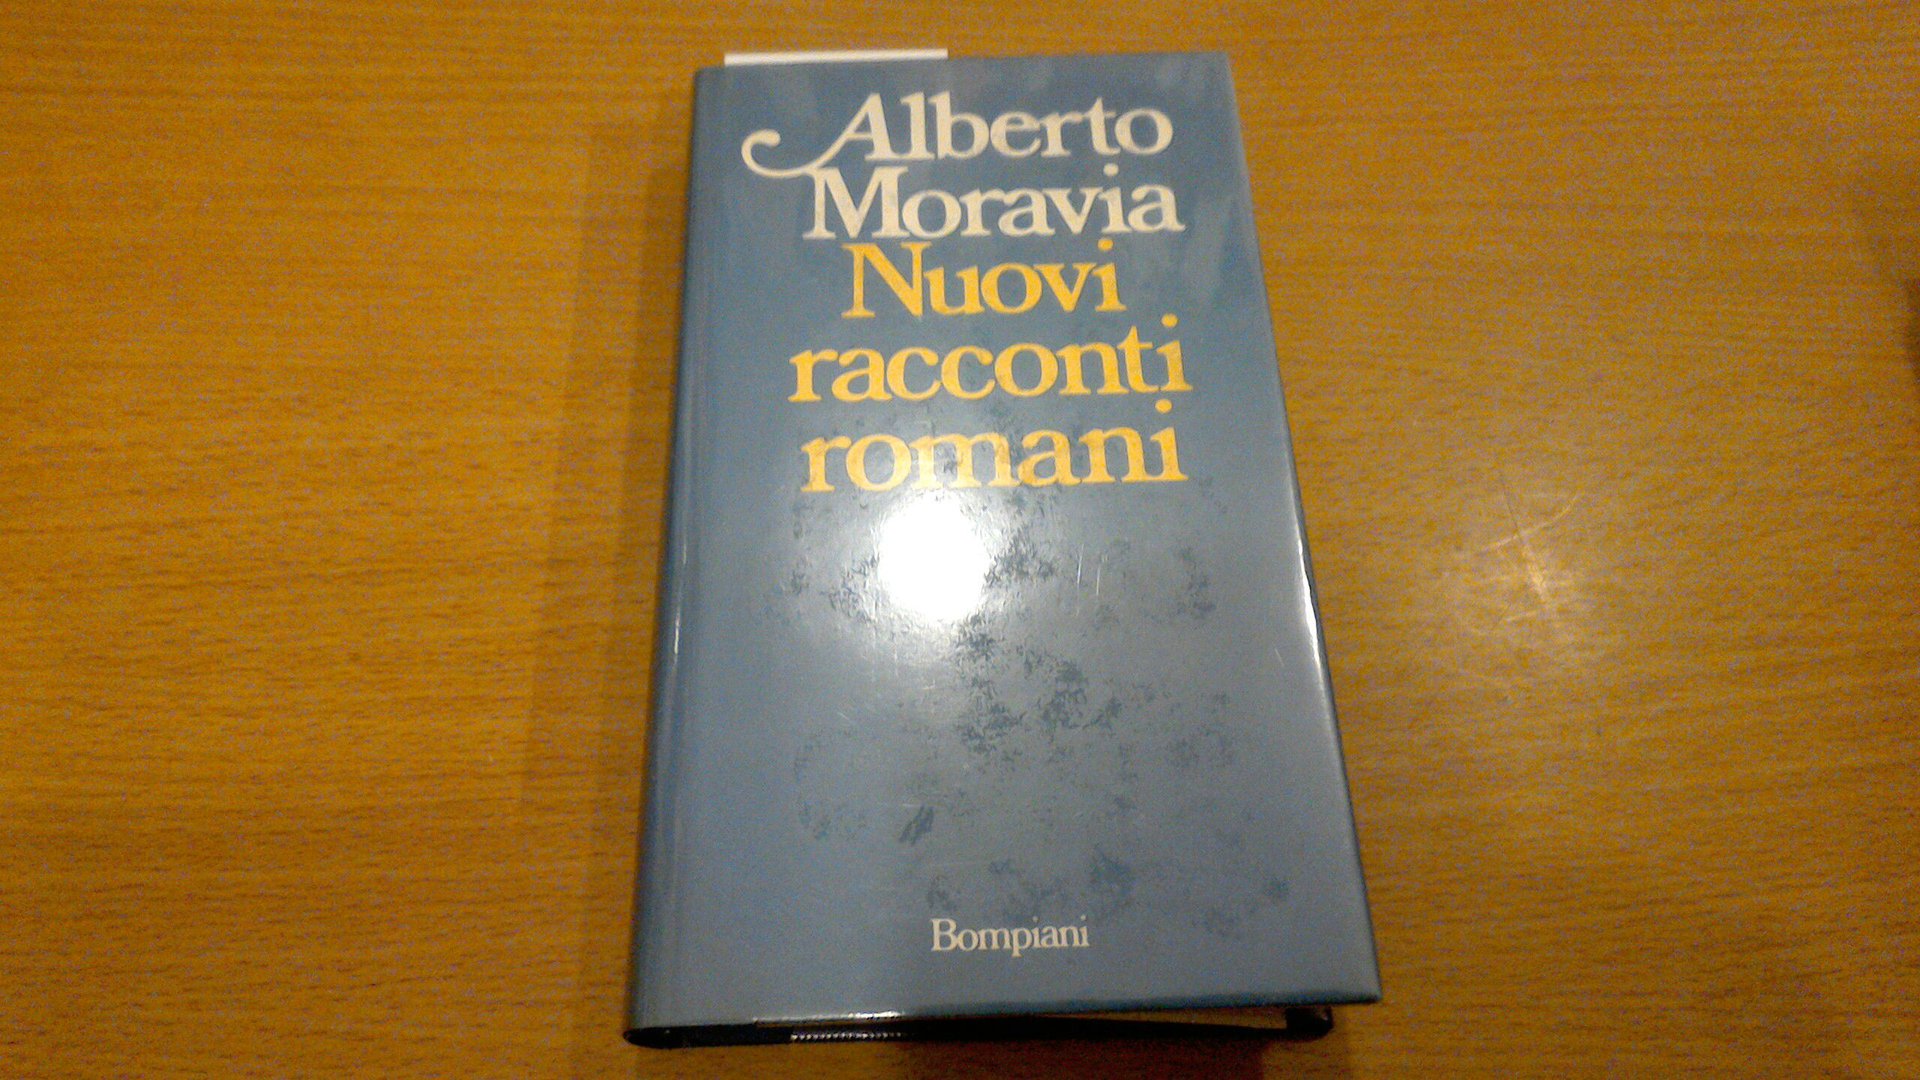 Alberto
Moravia
Nuovi
racconti
romani
Bompiani